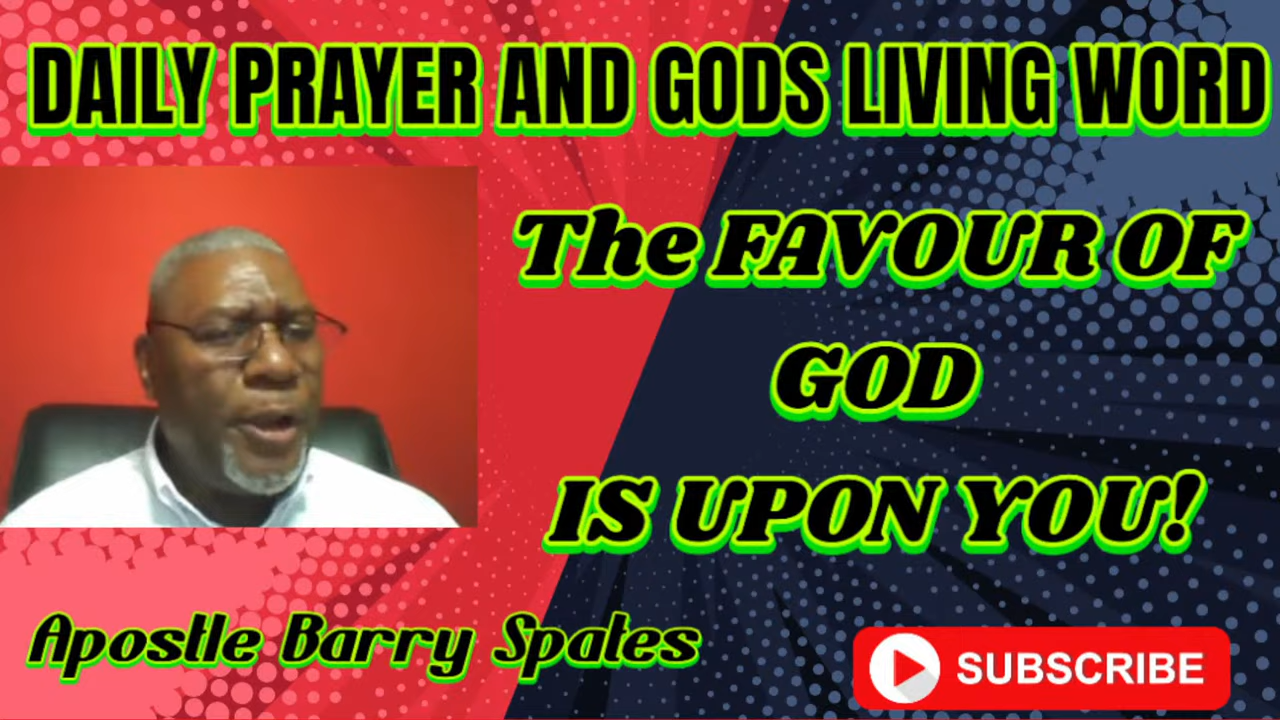 DAILY PRAYER AND GODS LIVING WORD
The FAVOUR OF
GOD
IS UPON YOU!
Apostle Barry Spates
SUBSCRIBE